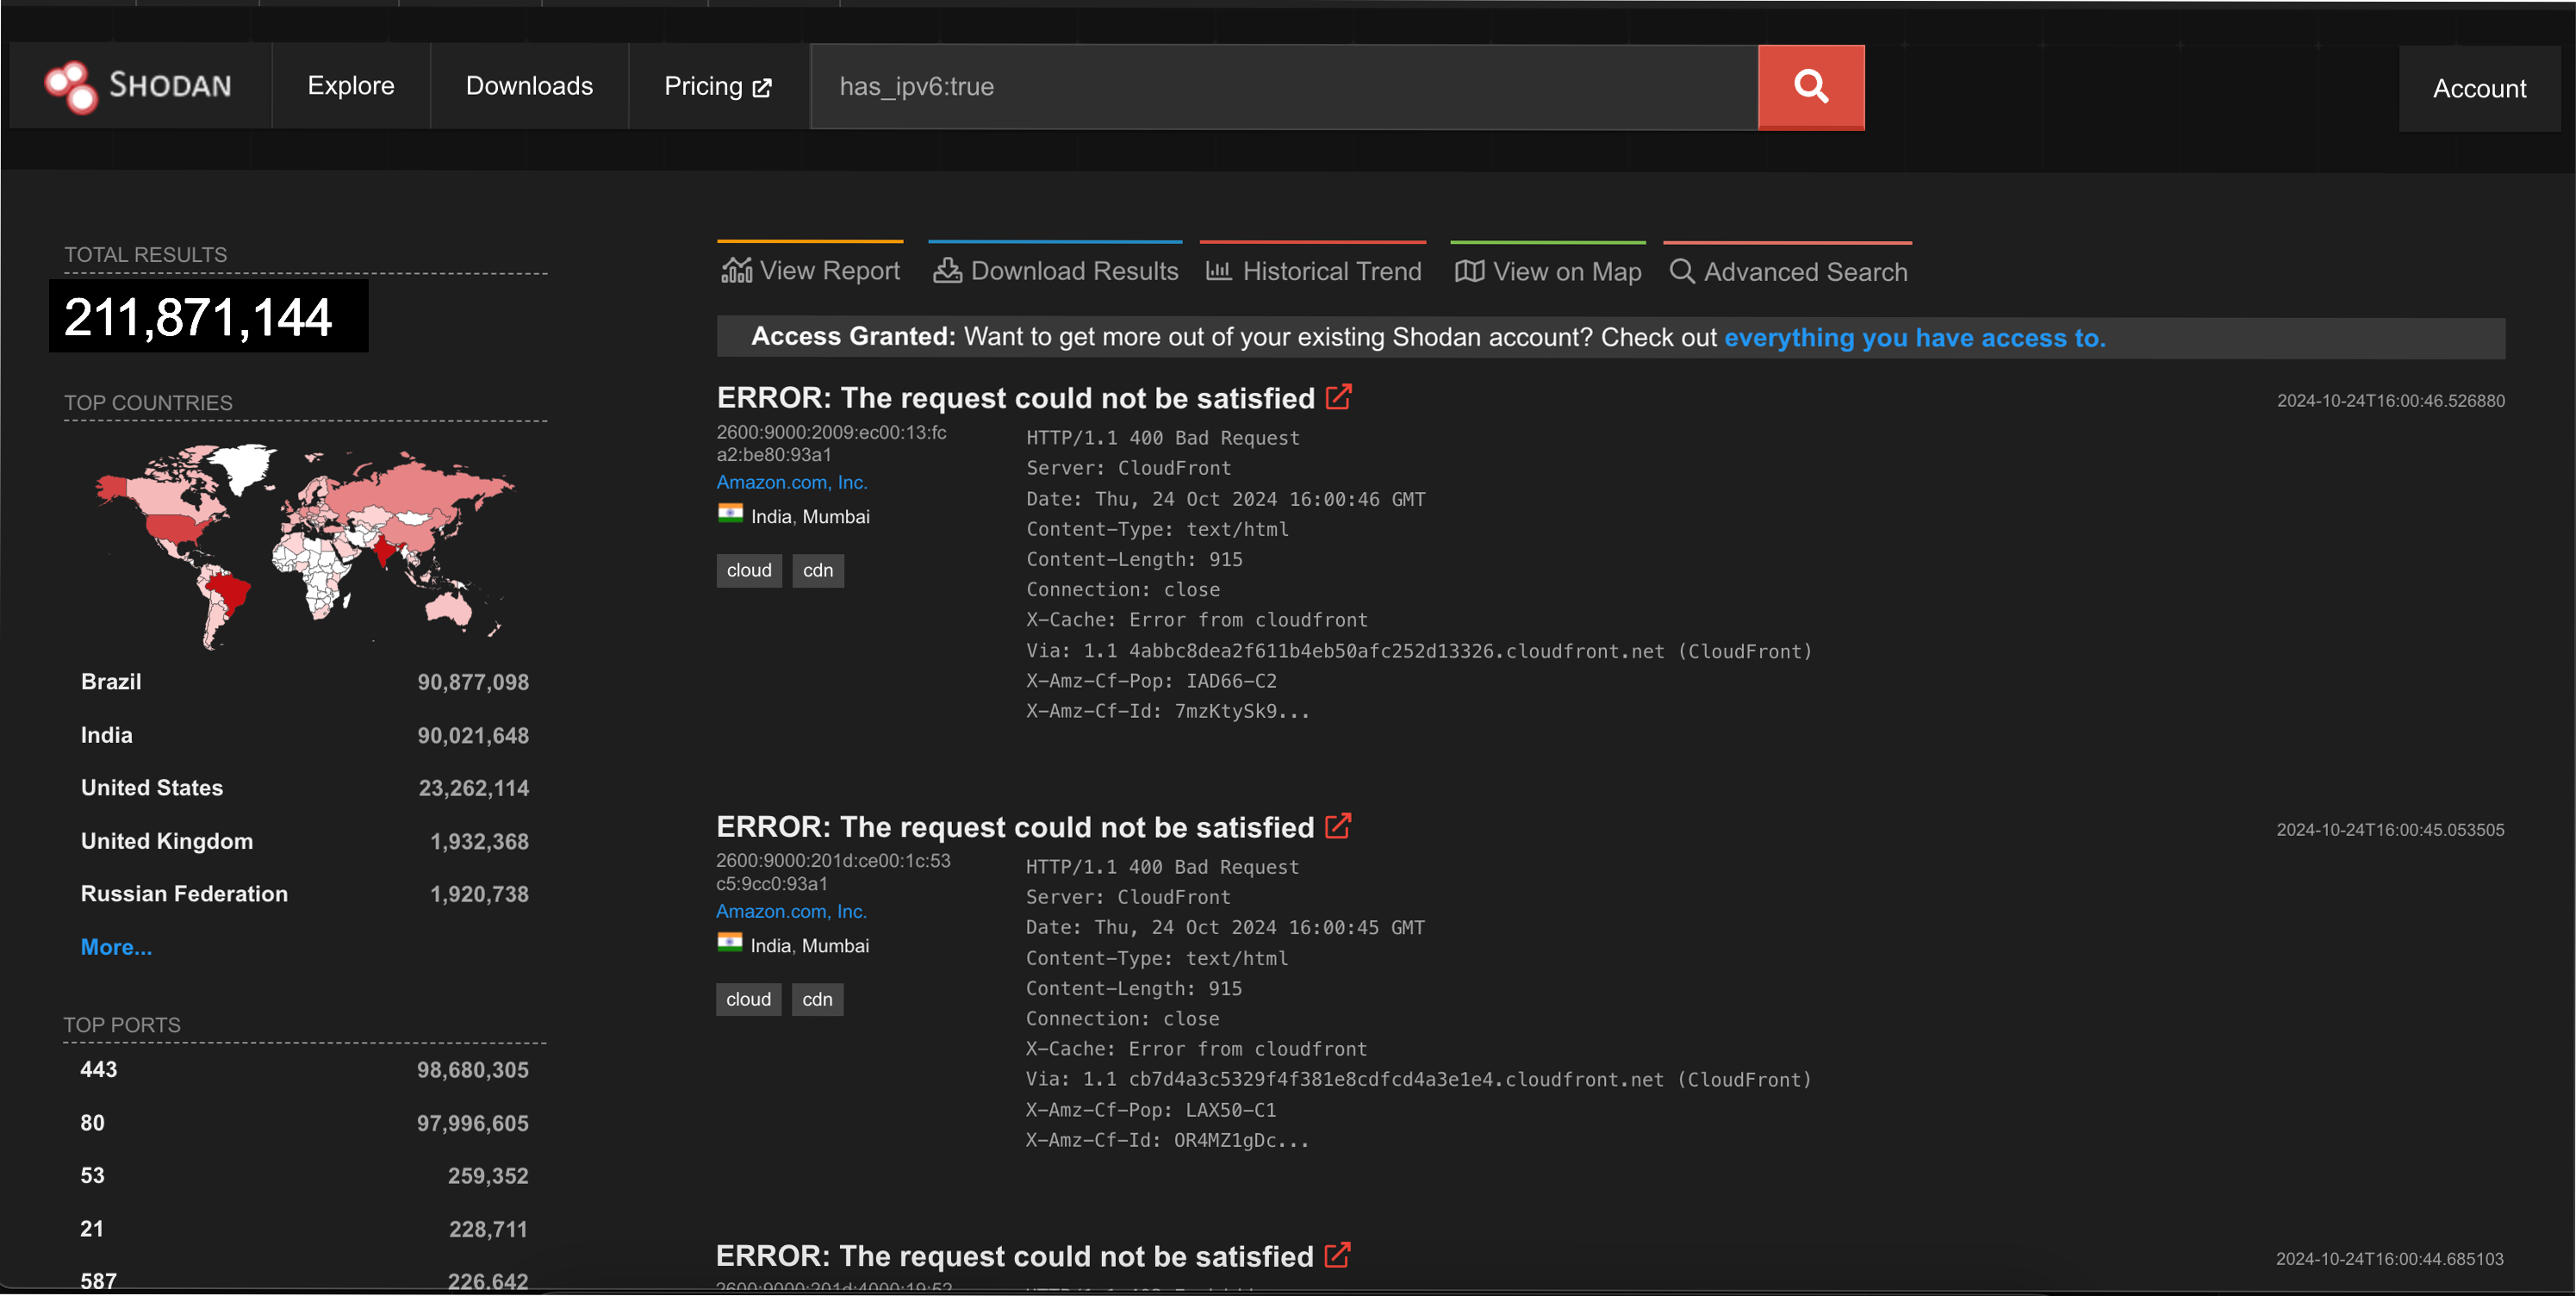 SHODAN
Explore
Downloads
Pricing
has_ipv6:true
Account
TOTAL RESULTS
211,871,144
TOP COUNTRIES
Brazil 90,877,098
India 90,021,648
United States 23,262,114
United Kingdom 1,932,368
Russian Federation 1,920,738
More...
TOP PORTS
443 98,680,305
80 97,996,605
53 259,352
21 228,711
587 226,642
View Report
Download Results
Historical Trend
View on Map
Advanced Search
Access Granted: Want to get more out of your existing Shodan account? Check out everything you have access to.
ERROR: The request could not be satisfied
2024-10-24T16:00:46.526880
2600:9000:2009:ec00:13:fc
a2:be80:93a1
Amazon.com, Inc.
India, Mumbai
cloud cdn
HTTP/1.1 400 Bad Request
Server: CloudFront
Date: Thu, 24 Oct 2024 16:00:46 GMT
Content-Type: text/html
Content-Length: 915
Connection: close
X-Cache: Error from cloudfront
Via: 1.1 4abbc8dea2f611b4eb50afc252d13326.cloudfront.net (CloudFront)
X-Amz-Cf-Pop: IAD66-C2
X-Amz-Cf-Id: 7mzKtySk9...
ERROR: The request could not be satisfied
2024-10-24T16:00:45.053505
2600:9000:201d:ce00:1c:53
c5:9cc0:93a1
Amazon.com, Inc.
India, Mumbai
cloud cdn
HTTP/1.1 400 Bad Request
Server: CloudFront
Date: Thu, 24 Oct 2024 16:00:45 GMT
Content-Type: text/html
Content-Length: 915
Connection: close
X-Cache: Error from cloudfront
Via: 1.1 cb7d4a3c5329f4f381e8cdfcd4a3e1e4.cloudfront.net (CloudFront)
X-Amz-Cf-Pop: LAX50-C1
X-Amz-Cf-Id: OR4MZ1gDc...
ERROR: The request could not be satisfied
2024-10-24T16:00:44.685103
2600:9000:201d:4000:19:52